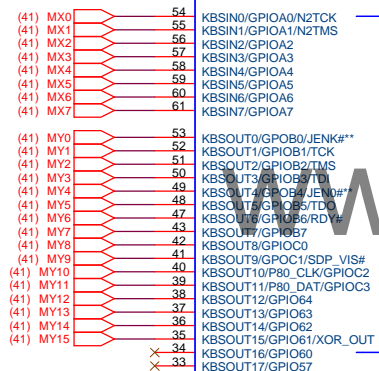 (41) MX0 54 KBSIN0/GPIOA0/N2TCK
(41) MX1 55 KBSIN1/GPIOA1/N2TMS
(41) MX2 56 KBSIN2/GPIOA2
(41) MX3 57 KBSIN3/GPIOA3
(41) MX4 58 KBSIN4/GPIOA4
(41) MX5 59 KBSIN5/GPIOA5
(41) MX6 60 KBSIN6/GPIOA6
(41) MX7 61 KBSIN7/GPIOA7
(41) MY0 53 KBSOUT0/GPOB0/JENK#**
(41) MY1 52 KBSOUT1/GPIOB1/TCK
(41) MY2 51 KBSOUT2/GPIOB2/TMS
(41) MY3 50 KBSOUT3/GPIOB3/TDI
(41) MY4 49 KBSOUT4/GPOB4/JEN0#**
(41) MY5 48 KBSOUT5/GPIOB5/TDO
(41) MY6 47 KBSOUT6/GPIOB6/RDY#
(41) MY7 43 KBSOUT7/GPIOB7
(41) MY8 42 KBSOUT8/GPIOC0
(41) MY9 41 KBSOUT9/GPOC1/SDP_VIS#
(41) MY10 40 KBSOUT10/P80_CLK/GPIOC2
(41) MY11 39 KBSOUT11/P80_DAT/GPIOC3
(41) MY12 38 KBSOUT12/GPIO64
(41) MY13 37 KBSOUT13/GPIO63
(41) MY14 36 KBSOUT14/GPIO62
(41) MY15 35 KBSOUT15/GPIO61/XOR_OUT
34 KBSOUT16/GPIO60
33 KBSOUT17/GPIO57